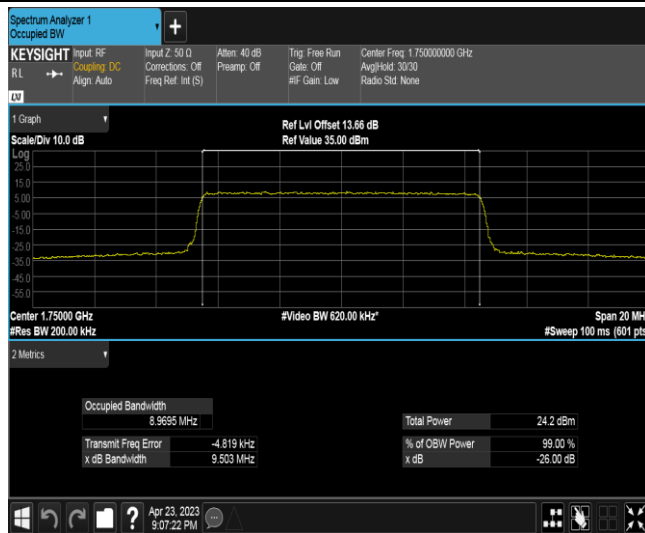 Spectrum Analyzer 1
Occupied BW
+
KEYSIGHT
RL
LXI
Input: RF
Coupling: DC
Align: Auto
Input Z: 50 Ω
Corrections: Off
Freq Ref: Int (S)
Atten: 40 dB
Preamp: Off
Trig: Free Run
Gate: Off
#IF Gain: Low
Center Freq: 1.750000000 GHz
Avg|Hold: 30/30
Radio Std: None
1 Graph
Scale/Div 10.0 dB
Ref Lvl Offset 13.66 dB
Ref Value 35.00 dBm
Log
25.0
15.0
5.00
-5.00
-15.0
-25.0
-35.0
-45.0
-55.0
Center 1.75000 GHz
#Res BW 200.00 kHz
#Video BW 620.00 kHz*
Span 20 MH
#Sweep 100 ms (601 pts
2 Metrics
Occupied Bandwidth
8.9695 MHz
Transmit Freq Error -4.819 kHz
x dB Bandwidth 9.503 MHz
Total Power 24.2 dBm
% of OBW Power 99.00 %
x dB -26.00 dB
?
Apr 23, 2023
9:07:22 PM